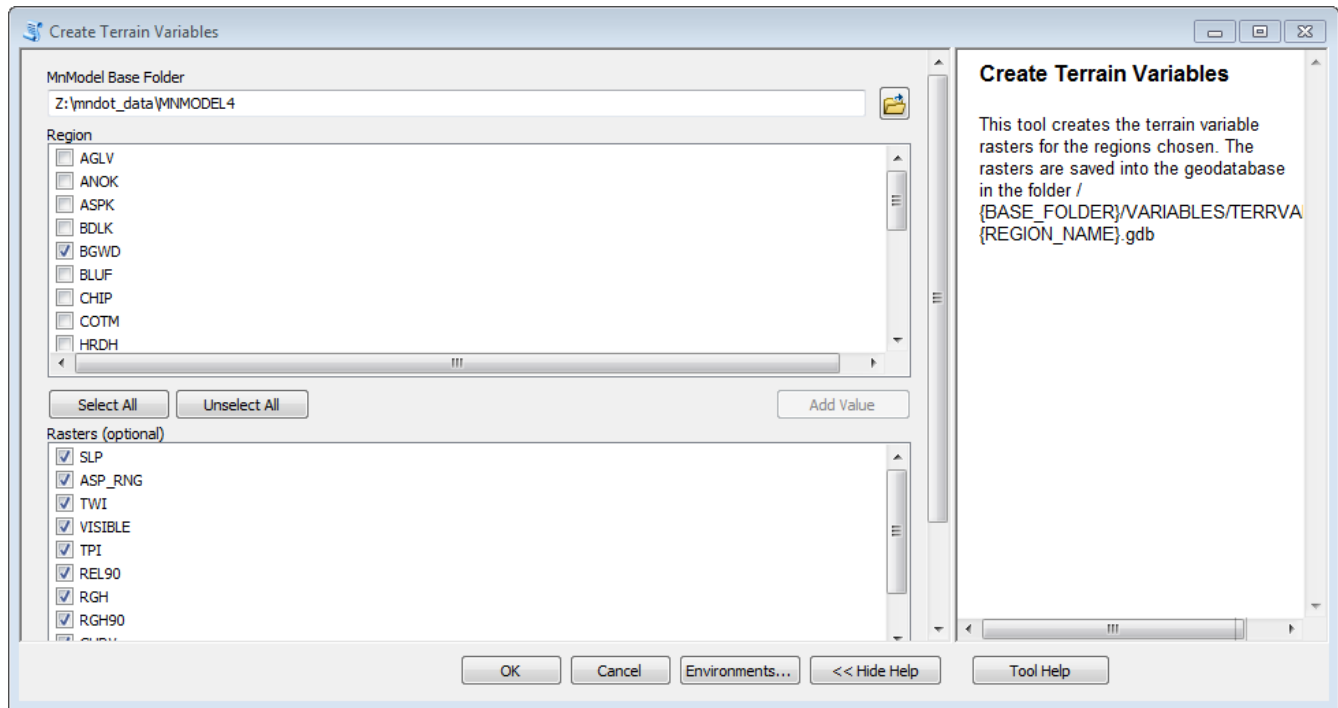 Create Terrain Variables
MnModel Base Folder
Z:\mndot_data\MNMODEL4
Region
AGLV
ANOK
ASPK
BDLK
BGWD
BLUF
CHIP
COTM
HRDH
Select All
Unselect All
Add Value
Rasters (optional)
SLP
ASP_RNG
TWI
VISIBLE
TPI
REL90
RGH
RGH90
OK
Cancel
Environments...
<< Hide Help
Tool Help
Create Terrain Variables
This tool creates the terrain variable
rasters for the regions chosen. The
rasters are saved into the geodatabase
in the folder /
{BASE_FOLDER}/VARIABLES/TERRVA
{REGION_NAME}.gdb